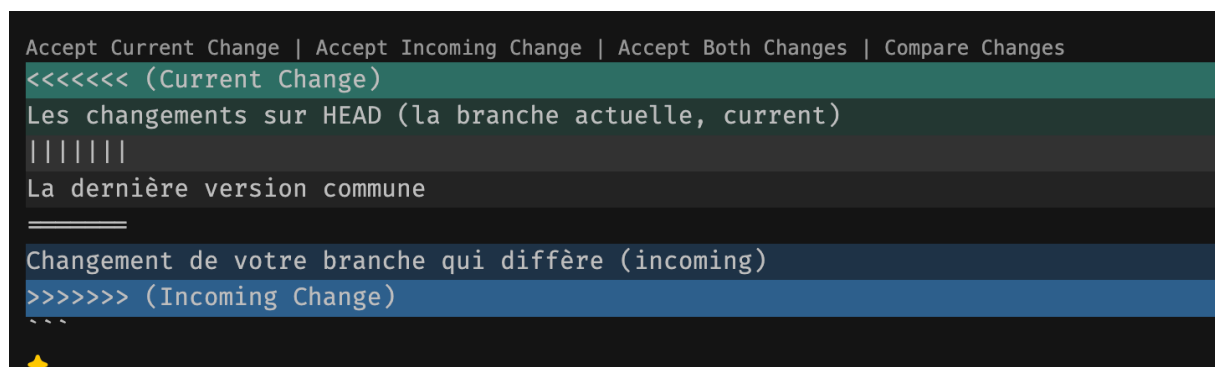 Accept Current Change | Accept Incoming Change | Accept Both Changes | Compare Changes
<<<<<<< (Current Change)
Les changements sur HEAD (la branche actuelle, current)
|||||||
La dernière version commune
=======
Changement de votre branche qui diffère (incoming)
>>>>>>> (Incoming Change)
```